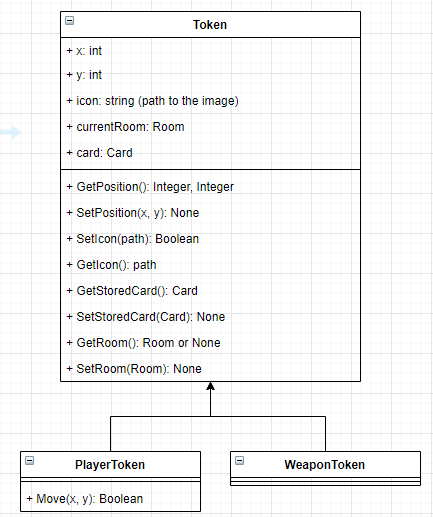 Token
+ x: int
+ y: int
+ icon: string (path to the image)
+ currentRoom: Room
+ card: Card
+ GetPosition(): Integer, Integer
+ SetPosition(x, y): None
+ SetIcon(path): Boolean
+ GetIcon(): path
+ GetStoredCard(): Card
+ SetStoredCard(Card): None
+ GetRoom(): Room or None
+ SetRoom(Room): None
PlayerToken
+ Move(x, y): Boolean
WeaponToken